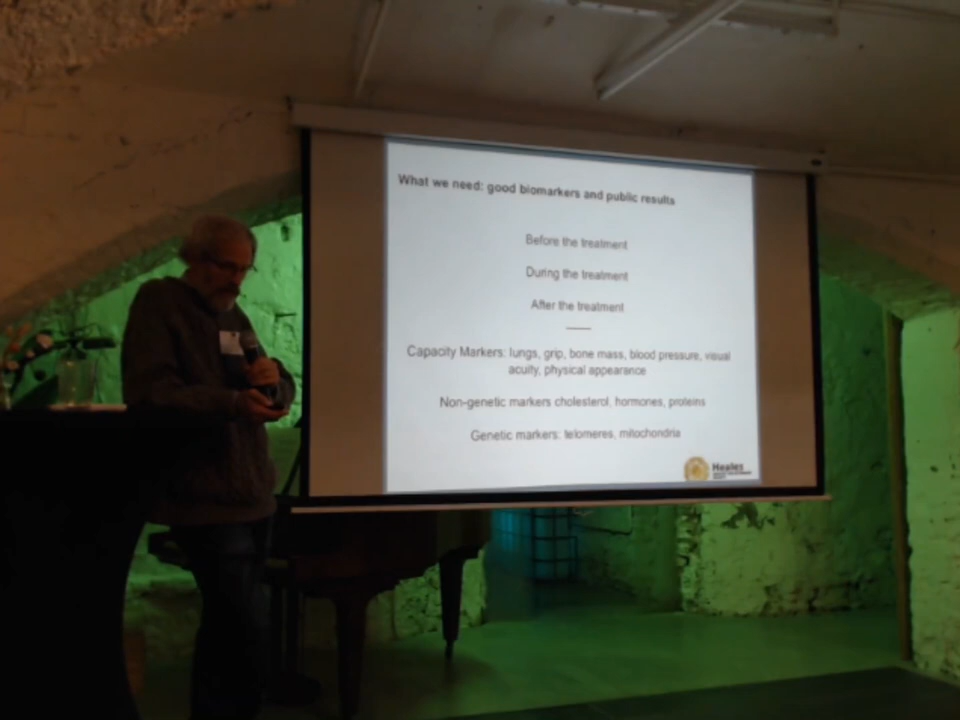 What we need: good biomarkers and public results
Before the treatment
During the treatment
After the treatment
Capacity Markers: lungs, grip, bone mass, blood pressure, visual
acuity, physical appearance
Non-genetic markers cholesterol, hormones, proteins
Genetic markers: telomeres, mitochondria
Heales